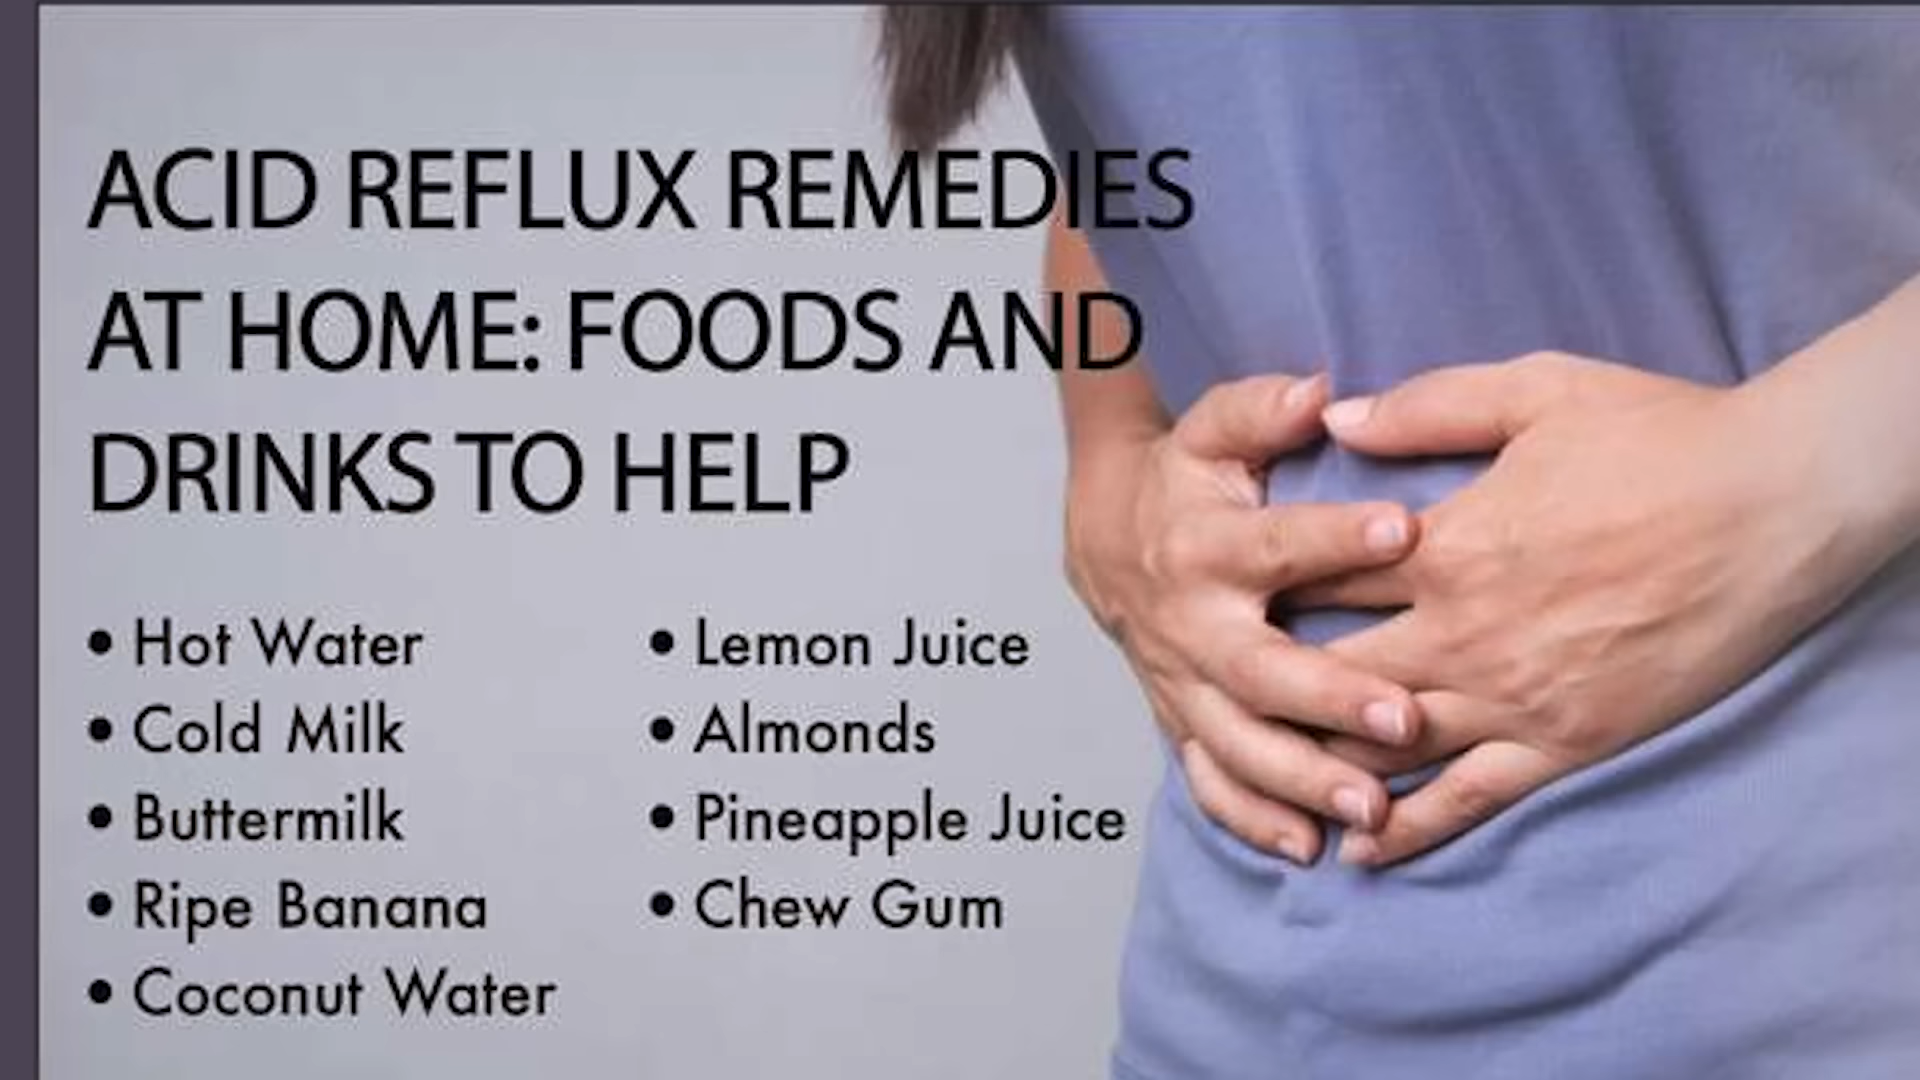 ACID REFLUX REMEDIES
AT HOME: FOODS AND
DRINKS TO HELP
• Hot Water
• Cold Milk
• Buttermilk
• Ripe Banana
• Coconut Water
• Lemon Juice
• Almonds
• Pineapple Juice
• Chew Gum